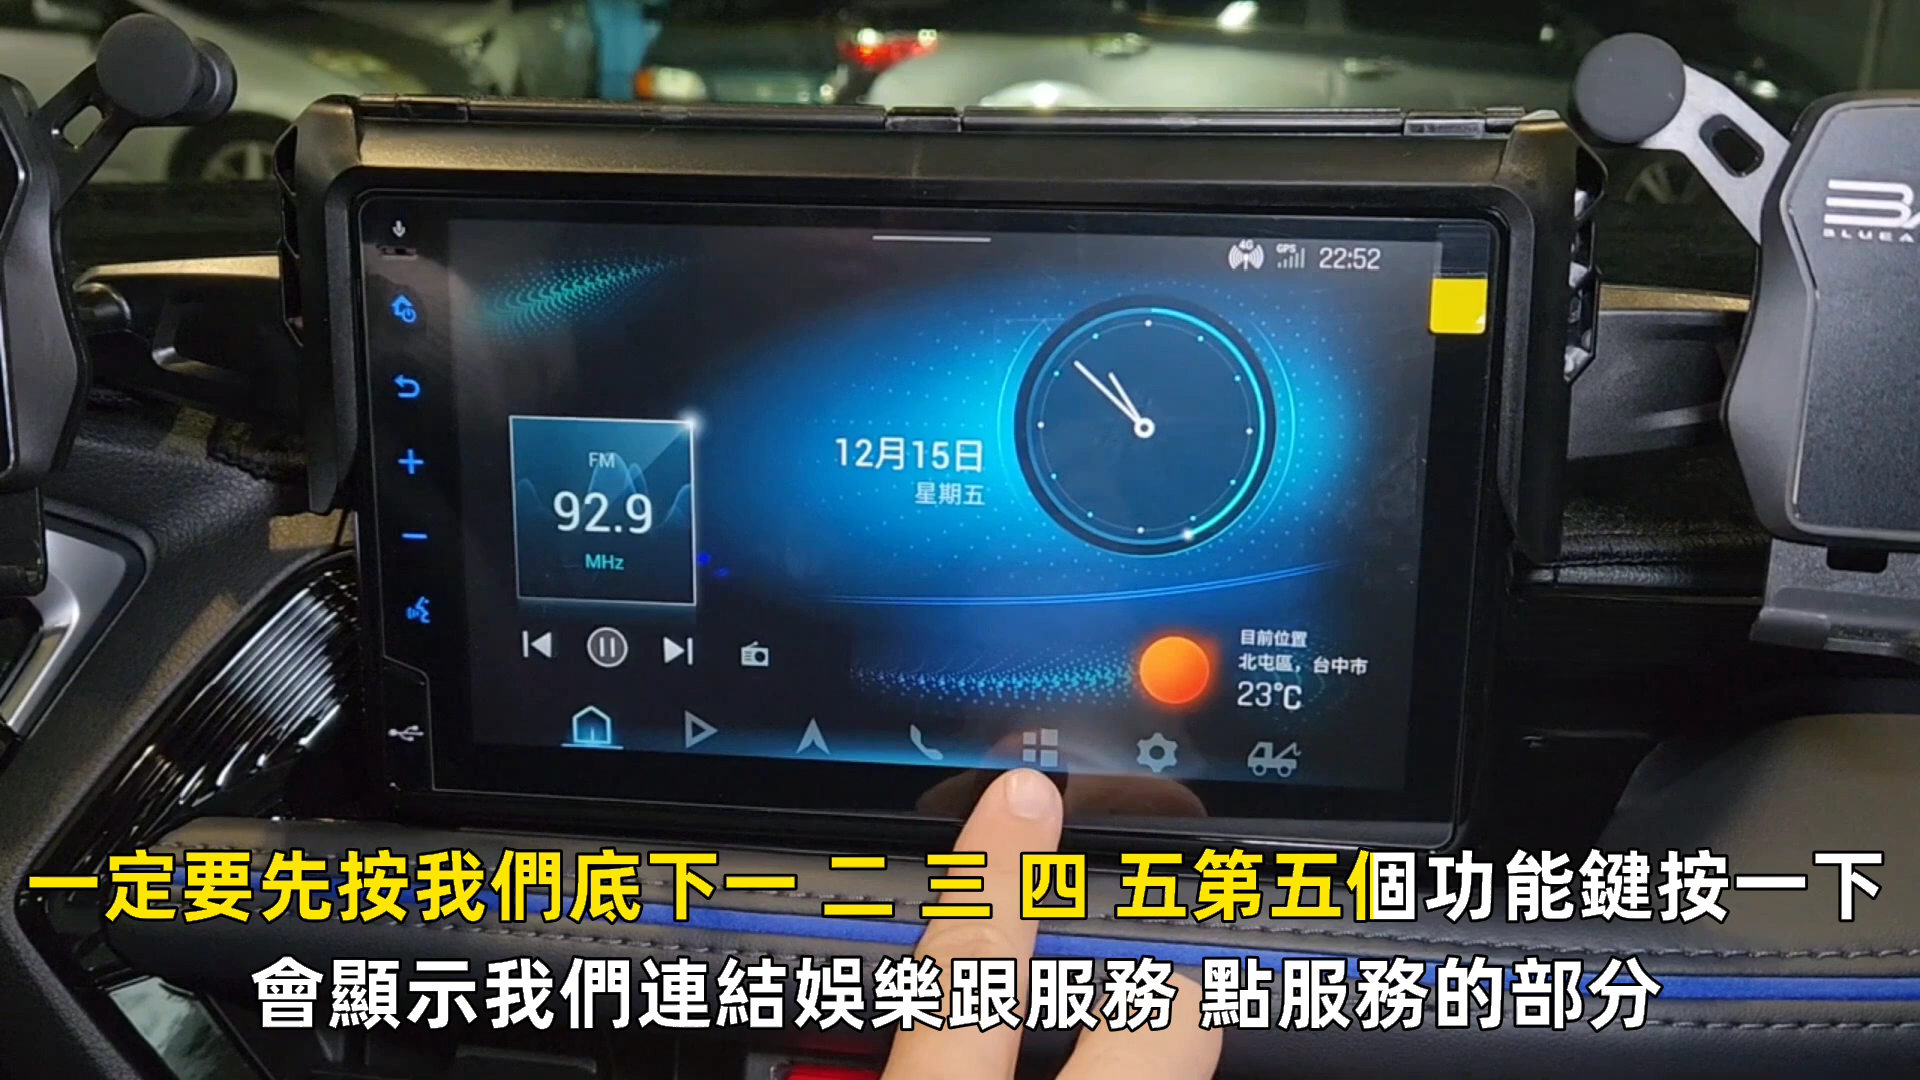 4G GPS 22:52
12月15日
星期五
FM
92.9
MHz
目前位置
北屯區，台中市
23℃
BLUEA
一定要先按我們底下一 二 三 四 五第五個功能鍵按一下
會顯示我們連結娛樂跟服務 點服務的部分